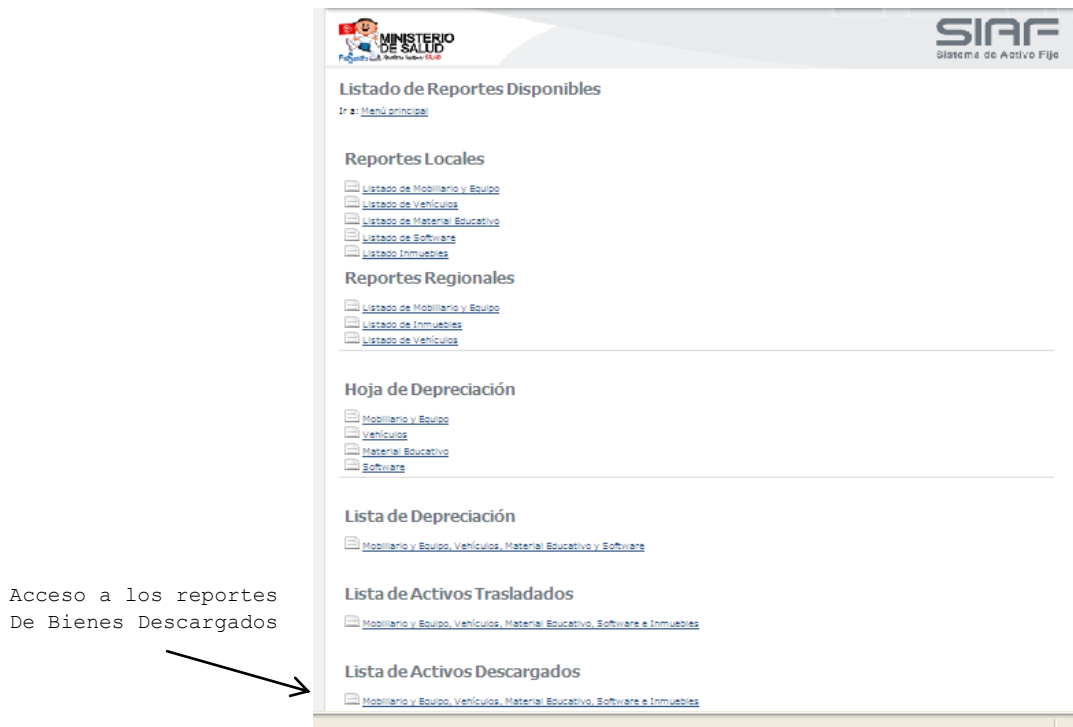 MINISTERIO
DE SALUD
SIAF
Sistema de Activo Fijo
Listado de Reportes Disponibles
Ir a: Menú principal
Reportes Locales
Listado de Mobiliario y Equipo
Listado de Vehículos
Listado de Material Educativo
Listado de Software
Listado Inmuebles
Reportes Regionales
Listado de Mobiliario y Equipo
Listado de Inmuebles
Listado de Vehículos
Hoja de Depreciación
Mobiliario y Equipo
Vehículos
Material Educativo
Software
Lista de Depreciación
Mobiliario y Equipo, Vehículos, Material Educativo y Software
Acceso a los reportes
De Bienes Descargados
Lista de Activos Trasladados
Mobiliario y Equipo, Vehículos, Material Educativo, Software e Inmuebles
Lista de Activos Descargados
Mobiliario y Equipo, Vehículos, Material Educativo, Software e Inmuebles